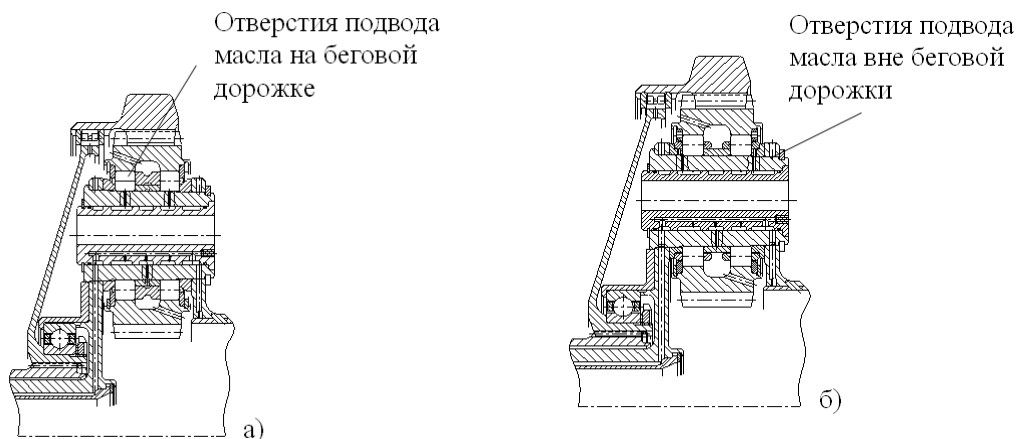 Отверстия подвода
масла на беговой
дорожке
Отверстия подвода
масла вне беговой
дорожки
а)
б)